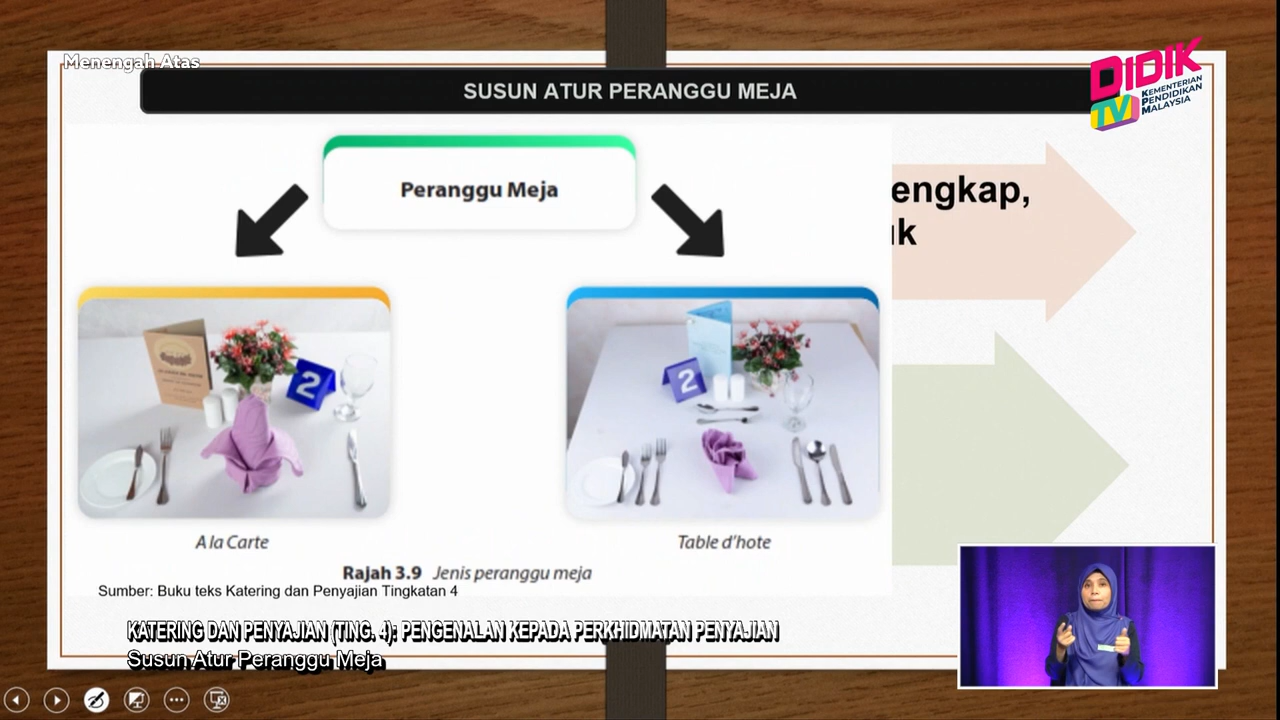 Menengah Atas
SUSUN ATUR PERANGGU MEJA
DIDIK
TV
KEMENTERIAN
PENDIDIKAN
MALAYSIA
Peranggu Meja
engkap,
uk
2
2
A la Carte
Table d'hote
Rajah 3.9 Jenis peranggu meja
Sumber: Buku teks Katering dan Penyajian Tingkatan 4
KATERING DAN PENYAJIAN (TING. 4): PENGENALAN KEPADA PERKHIDMATAN PENYAJIAN
Susun Atur Peranggu Meja